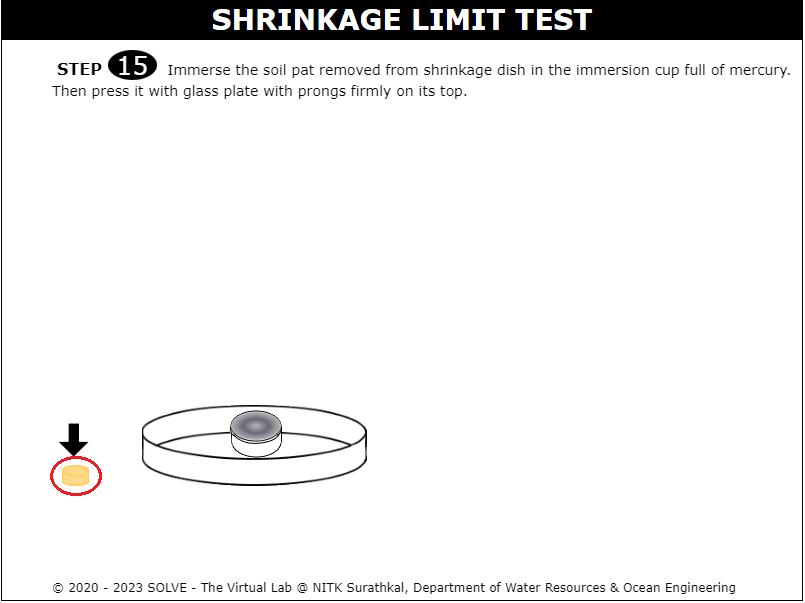 SHRINKAGE LIMIT TEST
STEP 15 Immerse the soil pat removed from shrinkage dish in the immersion cup full of mercury.
Then press it with glass plate with prongs firmly on its top.
© 2020 - 2023 SOLVE - The Virtual Lab @ NITK Surathkal, Department of Water Resources & Ocean Engineering